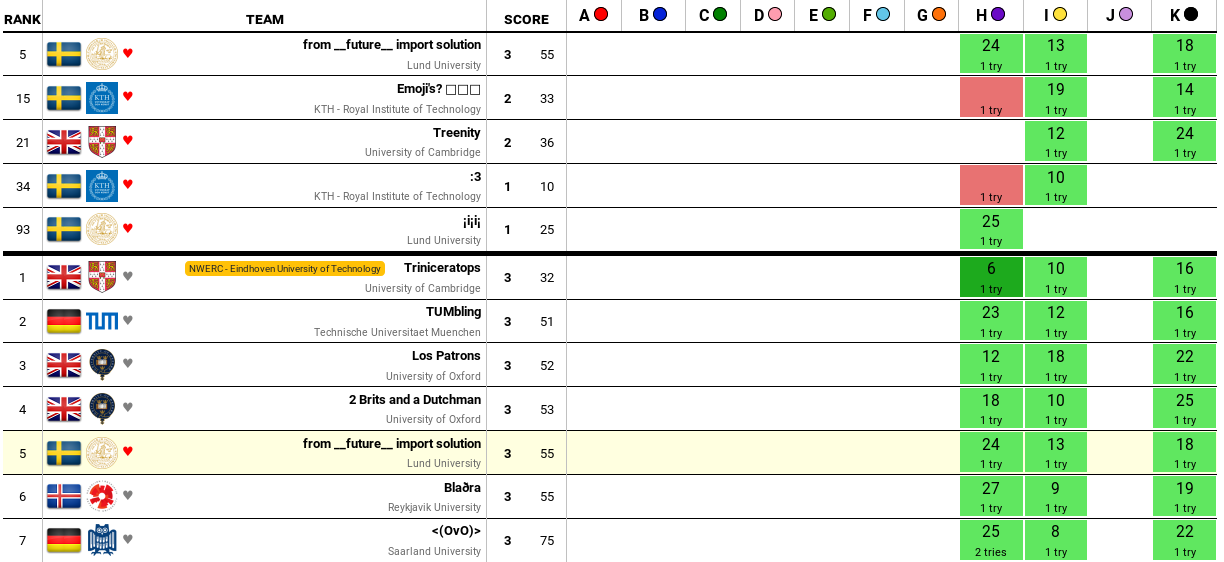 RANK TEAM SCORE A B C D E F G H I J K
5 from __future__ import solution 3 55 24 13 18
Lund University 1 try 1 try 1 try
15 Emoji's? □□□ 2 33 19 14
KTH - Royal Institute of Technology 1 try 1 try 1 try
21 Treenity 2 36 12 24
University of Cambridge 1 try 1 try
34 :3 1 10 10
KTH - Royal Institute of Technology 1 try 1 try
93 ¡i¡i¡ 1 25 25
Lund University 1 try
1 NWERC - Eindhoven University of Technology Triniceratops 3 32 6 10 16
University of Cambridge 1 try 1 try 1 try
2 TUMbling 3 51 23 12 16
Technische Universitaet Muenchen 1 try 1 try 1 try
3 Los Patrons 3 52 12 18 22
University of Oxford 1 try 1 try 1 try
4 2 Brits and a Dutchman 3 53 18 10 25
University of Oxford 1 try 1 try 1 try
5 from __future__ import solution 3 55 24 13 18
Lund University 1 try 1 try 1 try
6 Blaðra 3 55 27 9 19
Reykjavik University 1 try 1 try 1 try
7 <(OvO)> 3 75 25 8 22
Saarland University 2 tries 1 try 1 try